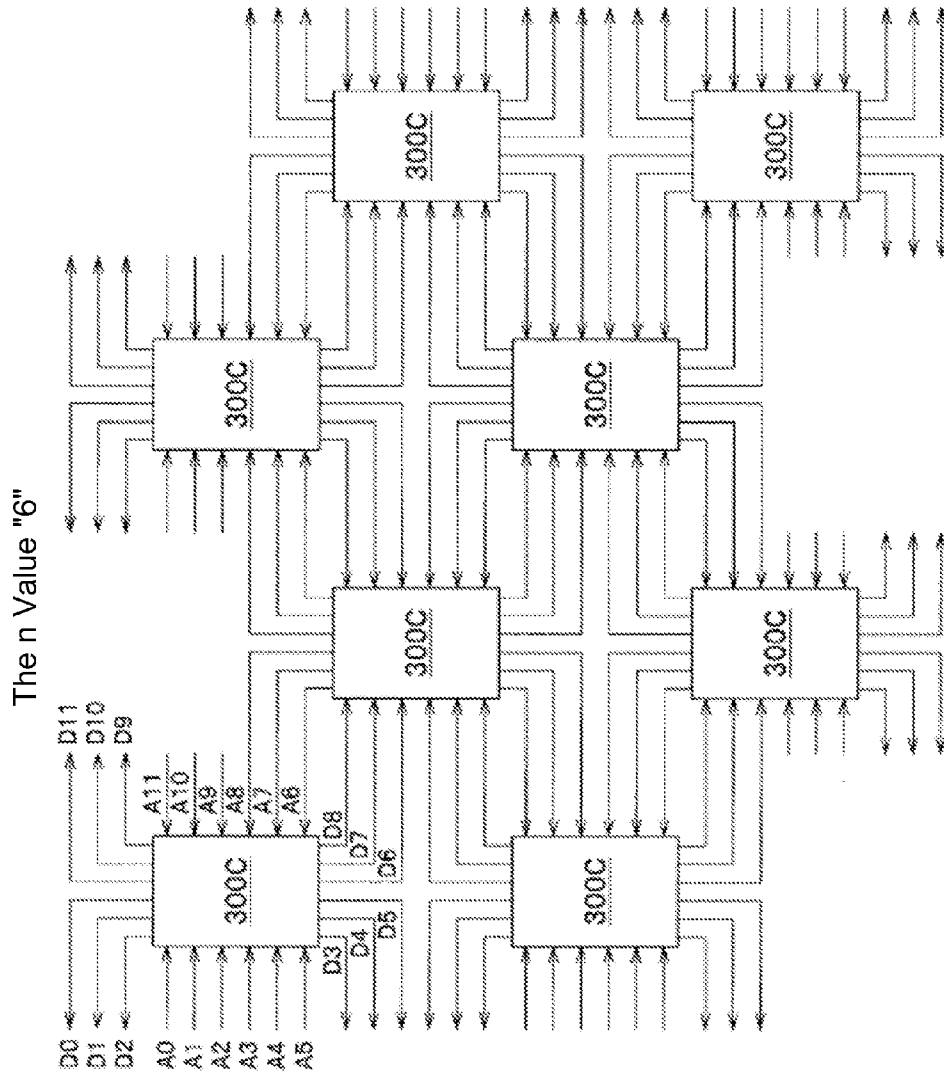 The n Value "6"
D11
D10
D9
D0
D1
D2
A11
A10
A9
A8
A7
A6
A0
A1
A2
A3
A4
A5
300C
D8
D7
D6
D3
D4
D5
300C
300C
300C
300C
300C
300C
300C